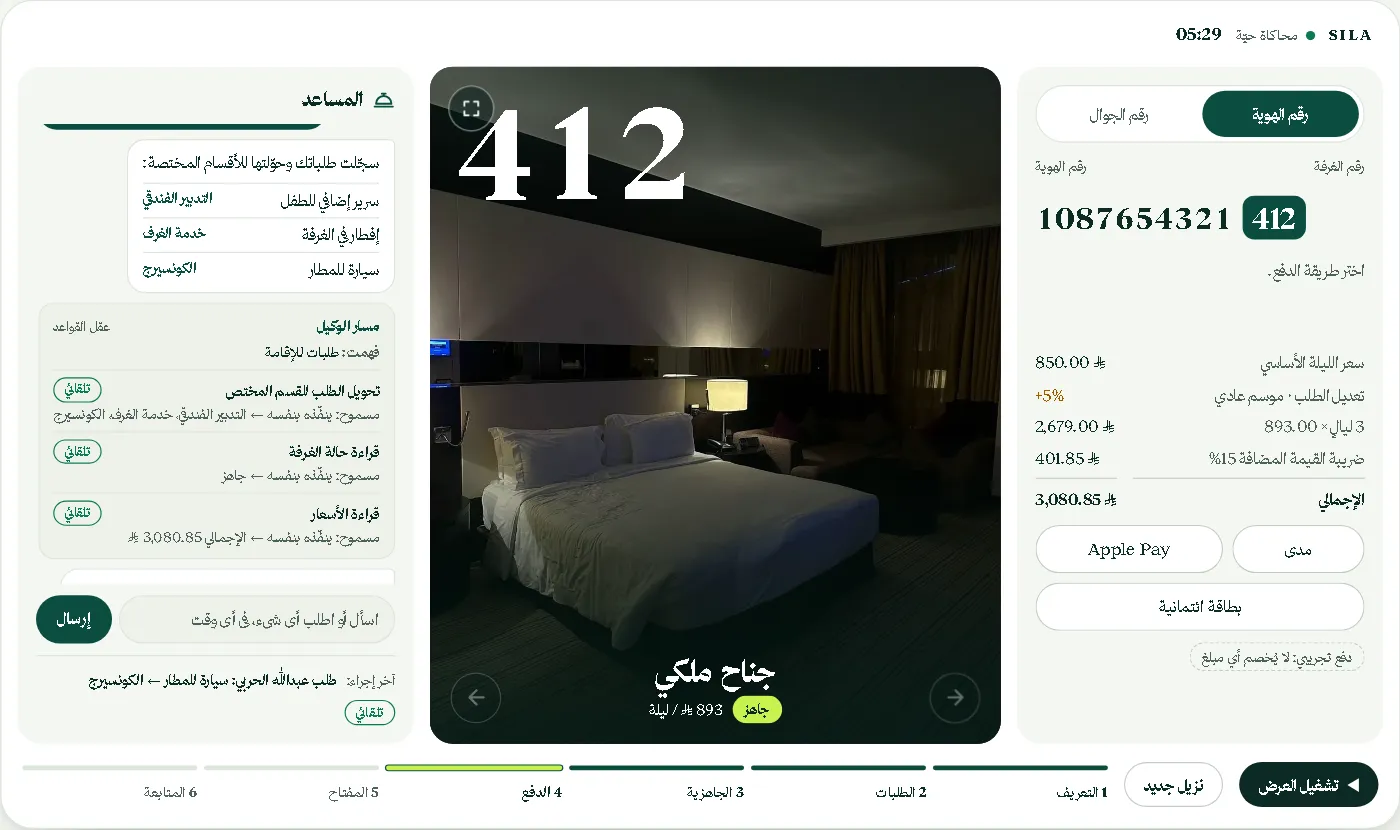 SILA
محاكاة حيّة
05:29
رقم الهوية
رقم الجوال
رقم الغرفة
رقم الهوية
412
1087654321
اختر طريقة الدفع.
سعر الليلة الأساسي
850.00 ⃁
تعديل الطلب · موسم عادي
+5%
3 ليالٍ × 893.00
2,679.00 ⃁
ضريبة القيمة المضافة 15%
401.85 ⃁
الإجمالي
3,080.85 ⃁
مدى
Apple Pay
بطاقة ائتمانية
دفع تجريبي: لا يُخصم أي مبلغ
412
جناح ملكي
جاهز
893 ⃁ / ليلة
المساعد
سجّلت طلباتك وحوّلتها للأقسام المختصة:
سرير إضافي للطفل
التدبير الفندقي
إفطار في الغرفة
خدمة الغرف
سيارة للمطار
الكونسيرج
مسار الوكيل
عقل القواعد
فهمت: طلبات للإقامة
تحويل الطلب للقسم المختص
تلقائي
مسموح: ينفّذه بنفسه ← التدبير الفندقي، خدمة الغرف، الكونسيرج
قراءة حالة الغرفة
تلقائي
مسموح: ينفّذه بنفسه ← جاهز
قراءة الأسعار
تلقائي
مسموح: ينفّذه بنفسه ← الإجمالي 3,080.85 ⃁
اسأل أو اطلب أي شيء، في أي وقت
إرسال
آخر إجراء:
طلب عبدالله الحربي: سيارة للمطار ← الكونسيرج
تلقائي
تشغيل العرض
نزيل جديد
1 التعريف
2 الطلبات
3 الجاهزية
4 الدفع
5 المفتاح
6 المتابعة